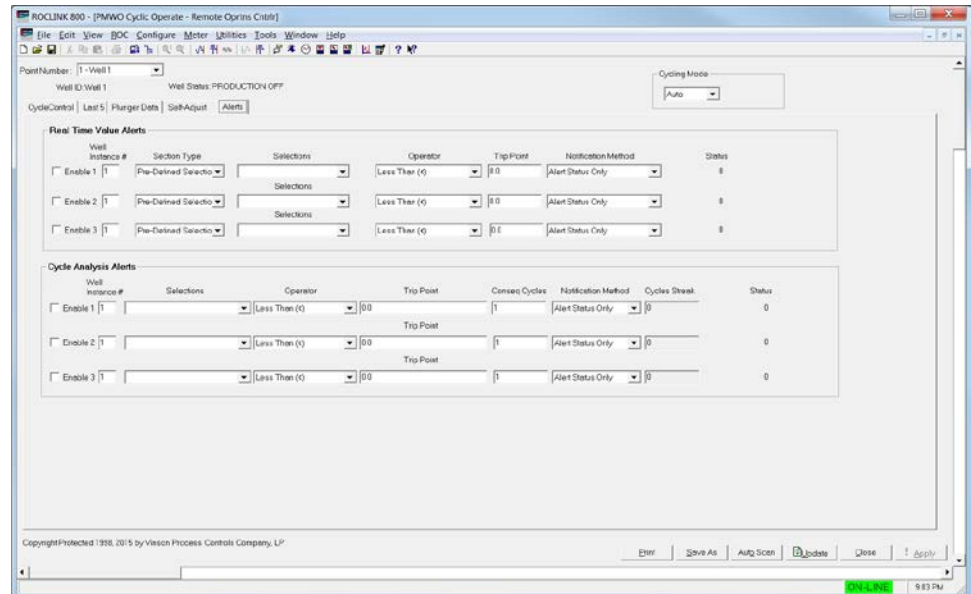 ROCLINK 800 - [PMWO Cyclic Operate - Remote Oprtns Cntrlr]
File Edit View ROC Configure Meter Utilities Tools Window Help
Point Number: 1 - Well 1
Cycling Mode
Well ID: Well 1 Well Status: PRODUCTION OFF
Auto
Cycle Control Last 5 Plunger Data Self-Adjust Alerts
Real Time Value Alerts
Well
Instance # Section Type Selections Operator Trip Point Notification Method Status
Enable 1 1 Pre-Defined Selectio Less Than (<) 0.0 Alert Status Only 0
Selections
Enable 2 1 Pre-Defined Selectio Less Than (<) 0.0 Alert Status Only 0
Selections
Enable 3 1 Pre-Defined Selectio Less Than (<) 0.0 Alert Status Only 0
Cycle Analysis Alerts
Well
Instance # Selections Operator Trip Point Conseq Cycles Notification Method Cycles Streak Status
Enable 1 1 Less Than (<) 0.0 1 Alert Status Only 0 0
Trip Point
Enable 2 1 Less Than (<) 0.0 1 Alert Status Only 0 0
Trip Point
Enable 3 1 Less Than (<) 0.0 1 Alert Status Only 0 0
Copyright Protected 1998, 2015 by Vinson Process Controls Company, LP
Print Save As Auto Scan Update Close ! Apply
ON-LINE 9:03 PM